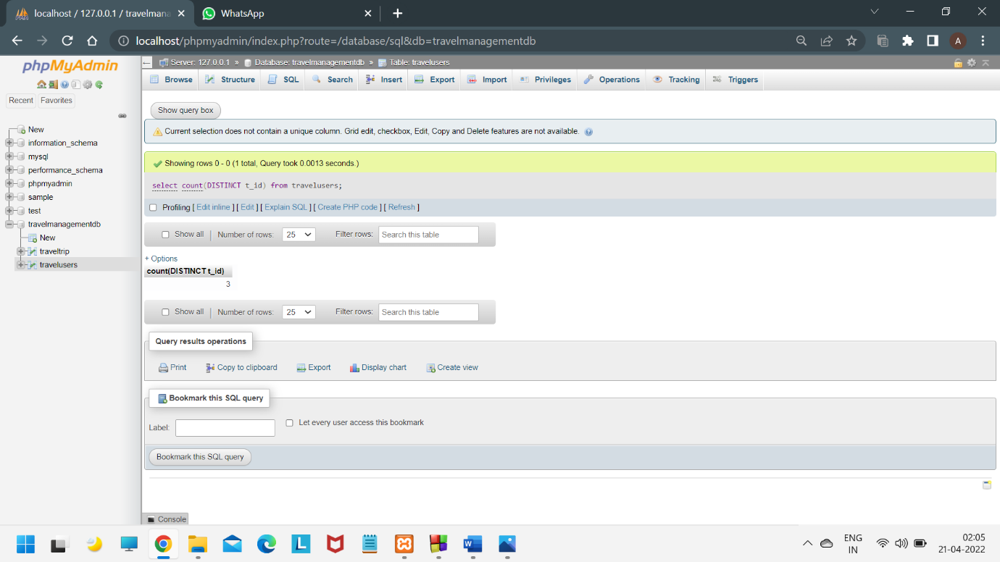 localhost / 127.0.0.1 / travelmana
WhatsApp
localhost/phpmyadmin/index.php?route=/database/sql&db=travelmanagementdb
A
phpMyAdmin
Recent
Favorites
New
information_schema
mysql
performance_schema
phpmyadmin
sample
test
travelmanagementdb
New
traveltrip
travelusers
Server: 127.0.0.1 » Database: travelmanagementdb » Table: travelusers
Browse Structure SQL Search Insert Export Import Privileges Operations Tracking Triggers
Show query box
Current selection does not contain a unique column. Grid edit, checkbox, Edit, Copy and Delete features are not available.
Showing rows 0 - 0 (1 total, Query took 0.0013 seconds.)
select count(DISTINCT t_id) from travelusers;
Profiling [ Edit inline ] [ Edit ] [ Explain SQL ] [ Create PHP code ] [ Refresh ]
Show all | Number of rows: 25 Filter rows: Search this table
+ Options
count(DISTINCT t_id)
3
Show all | Number of rows: 25 Filter rows: Search this table
Query results operations
Print Copy to clipboard Export Display chart Create view
Bookmark this SQL query
Label: Let every user access this bookmark
Bookmark this SQL query
Console
L
W
ENG
IN
02:05
21-04-2022